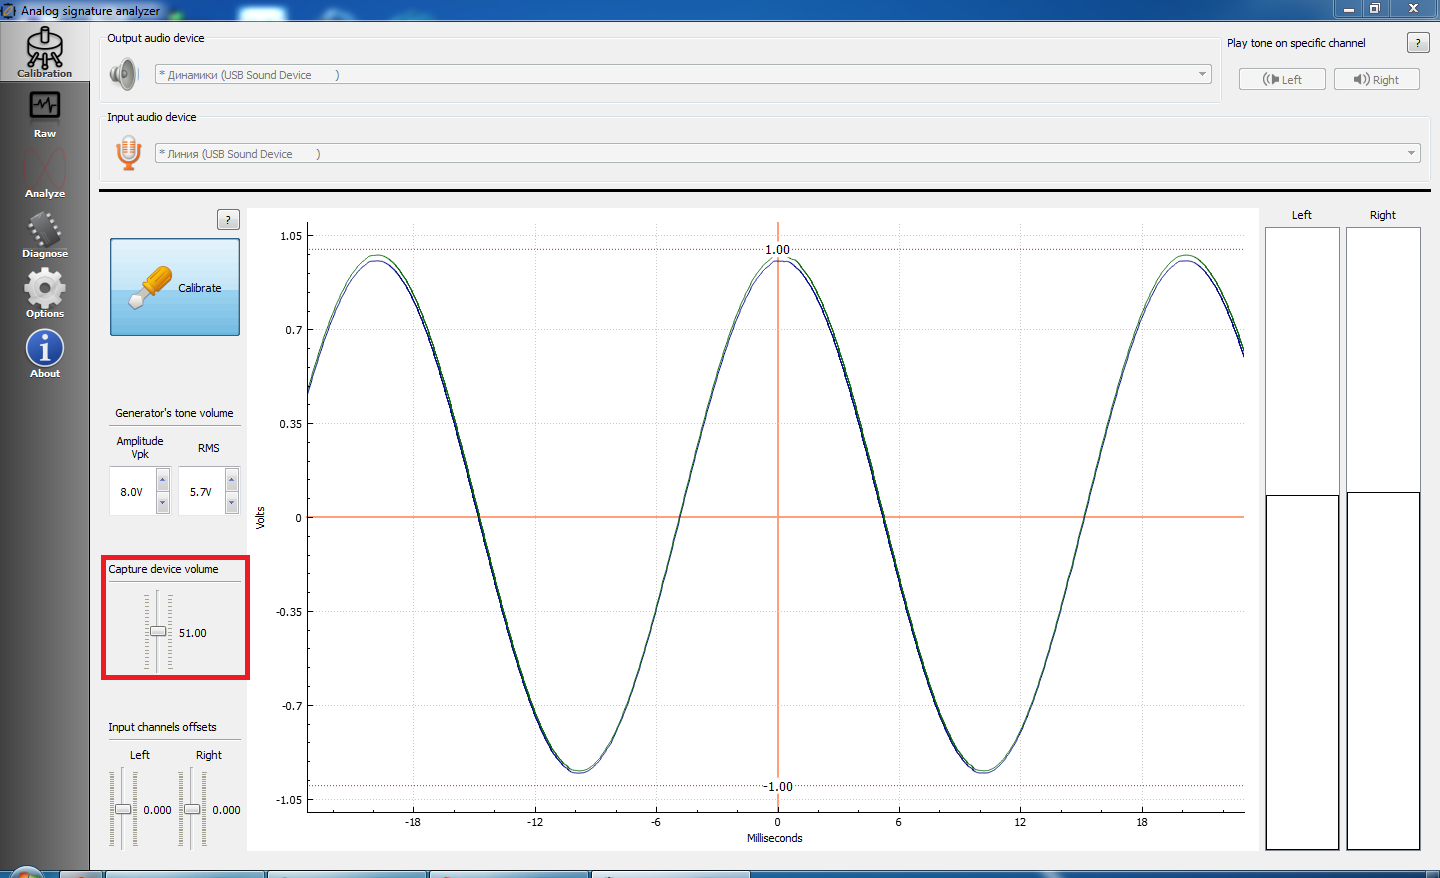 Analog signature analyzer
Calibration
Raw
Analyze
Diagnose
Options
About
Output audio device
* Динамики (USB Sound Device )
Play tone on specific channel
?
Left
Right
Input audio device
* Линия (USB Sound Device )
?
Calibrate
Generator's tone volume
Amplitude
Vpk
RMS
8.0V
5.7V
Capture device volume
51.00
Input channels offsets
Left
Right
0.000
0.000
1.05
0.7
0.35
0
-0.35
-0.7
-1.05
Volts
1.00
-1.00
-18
-12
-6
0
6
12
18
Milliseconds
Left
Right